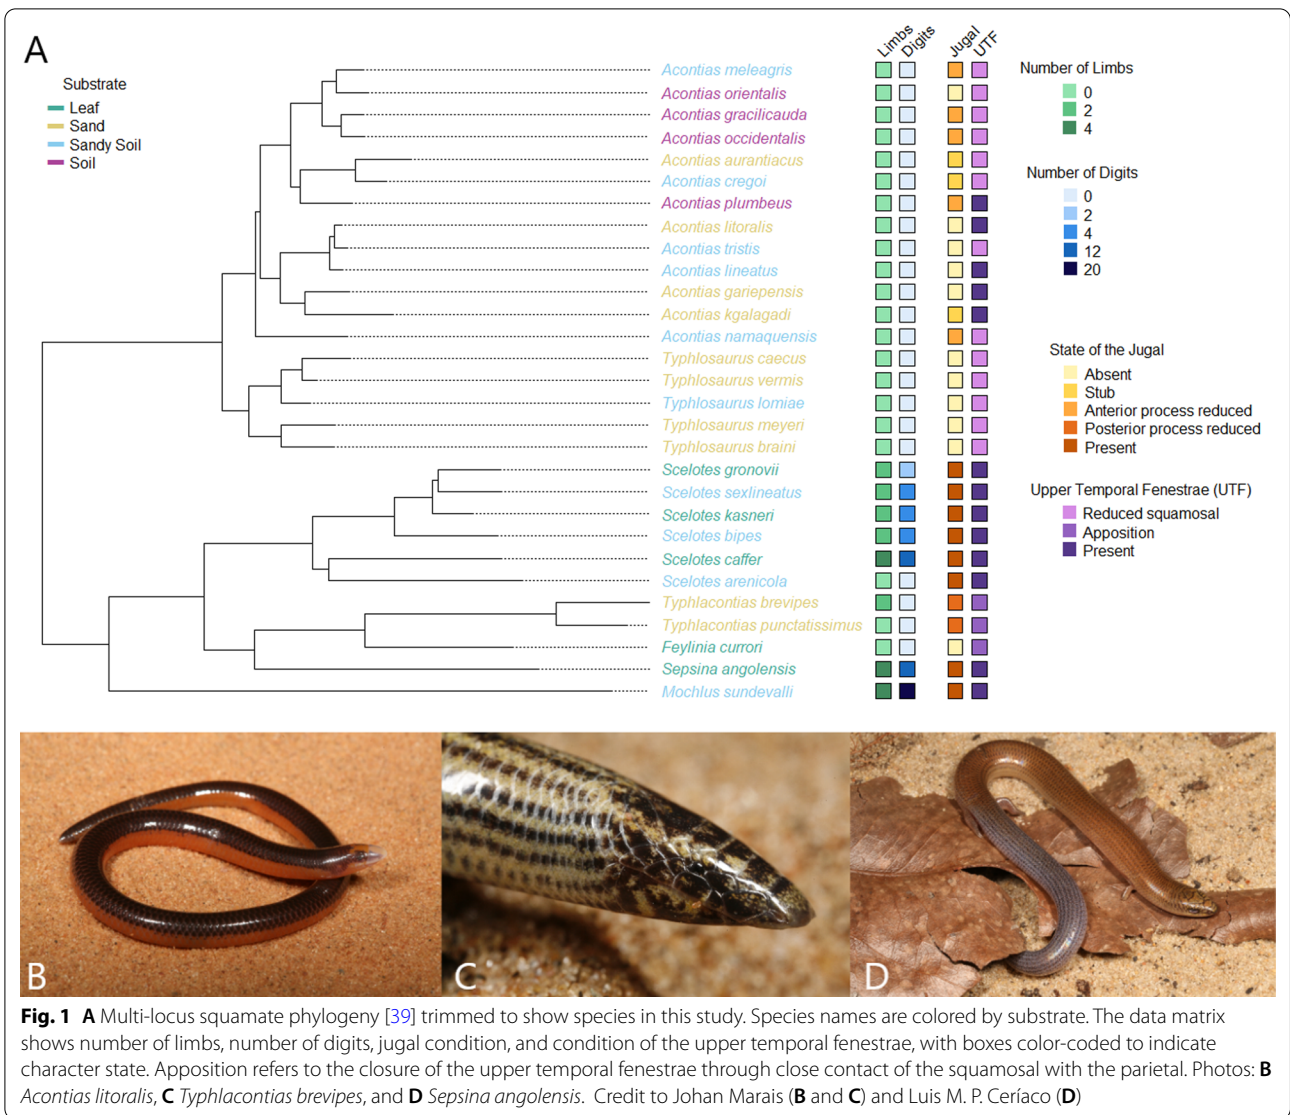 A
Substrate
Leaf
Sand
Sandy Soil
Soil
Limbs
Digits
Jugal
UTF
Acontias meleagris
Acontias orientalis
Acontias gracilicauda
Acontias occidentalis
Acontias aurantiacus
Acontias cregoi
Acontias plumbeus
Acontias litoralis
Acontias tristis
Acontias lineatus
Acontias gariepensis
Acontias kgalagadi
Acontias namaquensis
Typhlosaurus caecus
Typhlosaurus vermis
Typhlosaurus lomiae
Typhlosaurus meyeri
Typhlosaurus braini
Scelotes gronovii
Scelotes sexlineatus
Scelotes kasneri
Scelotes bipes
Scelotes caffer
Scelotes arenicola
Typhlacontias brevipes
Typhlacontias punctatissimus
Feylinia currori
Sepsina angolensis
Mochlus sundevalli
Number of Limbs
0
2
4
Number of Digits
0
2
4
12
20
State of the Jugal
Absent
Stub
Anterior process reduced
Posterior process reduced
Present
Upper Temporal Fenestrae (UTF)
Reduced squamosal
Apposition
Present
B
C
D
Fig. 1 A Multi-locus squamate phylogeny [39] trimmed to show species in this study. Species names are colored by substrate. The data matrix
shows number of limbs, number of digits, jugal condition, and condition of the upper temporal fenestrae, with boxes color-coded to indicate
character state. Apposition refers to the closure of the upper temporal fenestrae through close contact of the squamosal with the parietal. Photos: B
Acontias litoralis, C Typhlacontias brevipes, and D Sepsina angolensis. Credit to Johan Marais (B and C) and Luis M. P. Ceríaco (D)